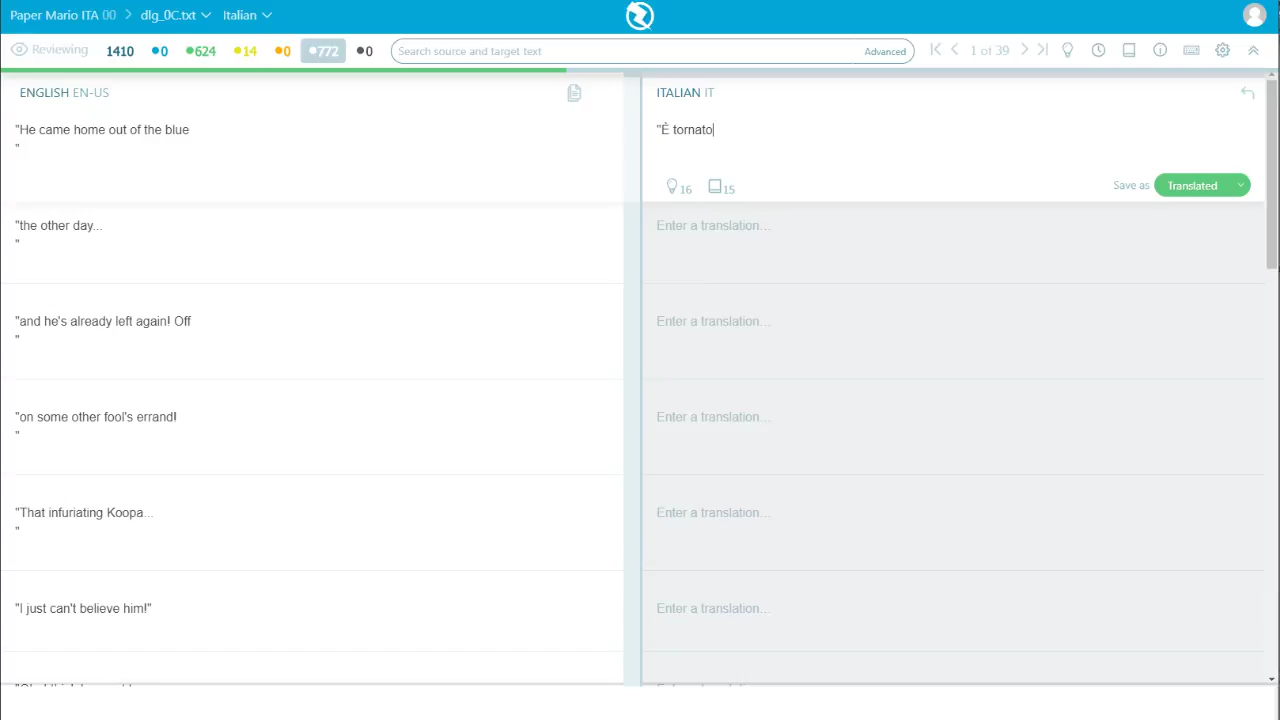 Paper Mario ITA 00 dlg_0C.txt Italian
Reviewing 1410 0 624 14 0 772 0 Search source and target text Advanced 1 of 39
ENGLISH EN-US
ITALIAN IT
"He came home out of the blue
"
"È tornato
16 15 Save as Translated
"the other day...
"
Enter a translation...
"and he's already left again! Off
"
Enter a translation...
"on some other fool's errand!
"
Enter a translation...
"That infuriating Koopa...
"
Enter a translation...
"I just can't believe him!"
Enter a translation...